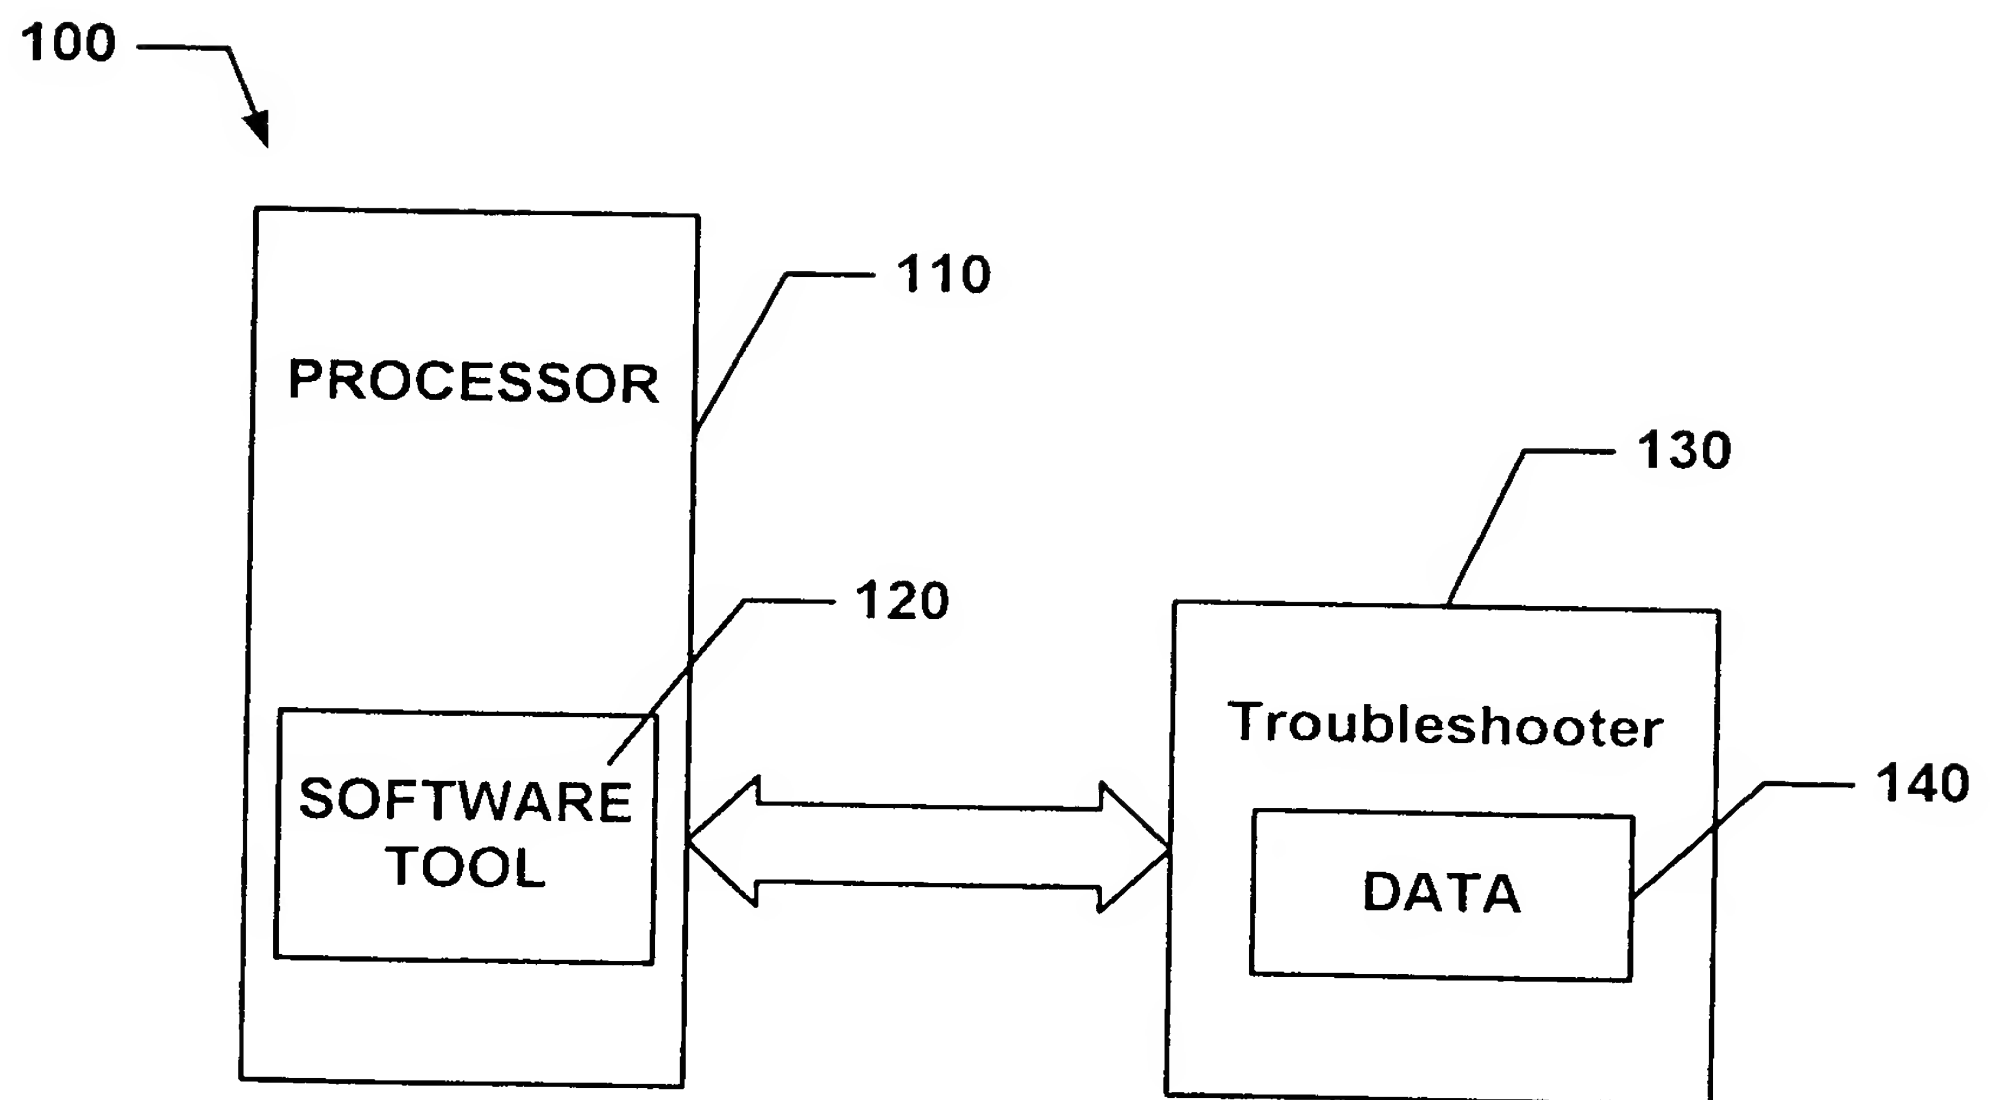 100
110
PROCESSOR
130
120
Troubleshooter
140
SOFTWARE
TOOL
DATA